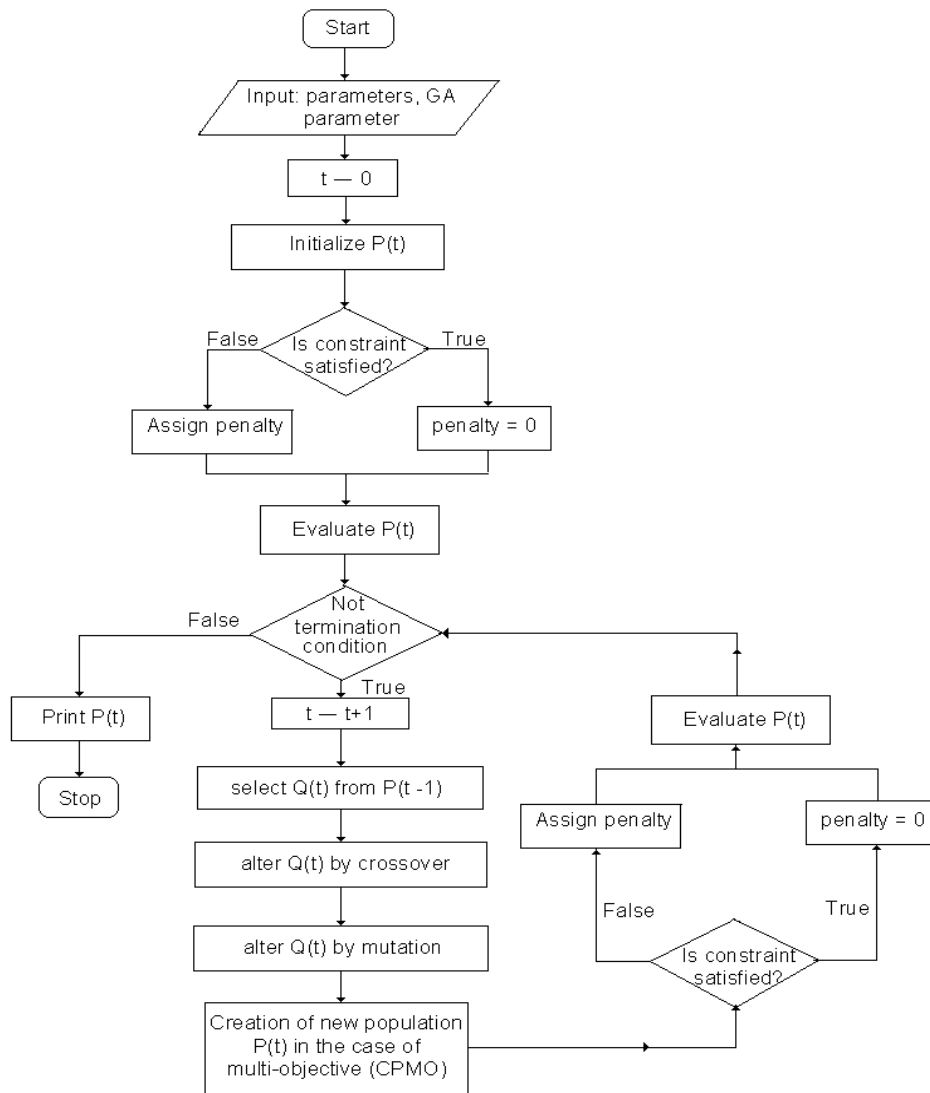 Start
Input: parameters, GA
parameter
t — 0
Initialize P(t)
False
True
Is constraint
satisfied?
Assign penalty
penalty = 0
Evaluate P(t)
False
Not
termination
condition
True
Print P(t)
t — t+1
Evaluate P(t)
Stop
select Q(t) from P(t -1)
Assign penalty
penalty = 0
alter Q(t) by crossover
False
True
alter Q(t) by mutation
Is constraint
satisfied?
Creation of new population
P(t) in the case of
multi-objective (CPMO)